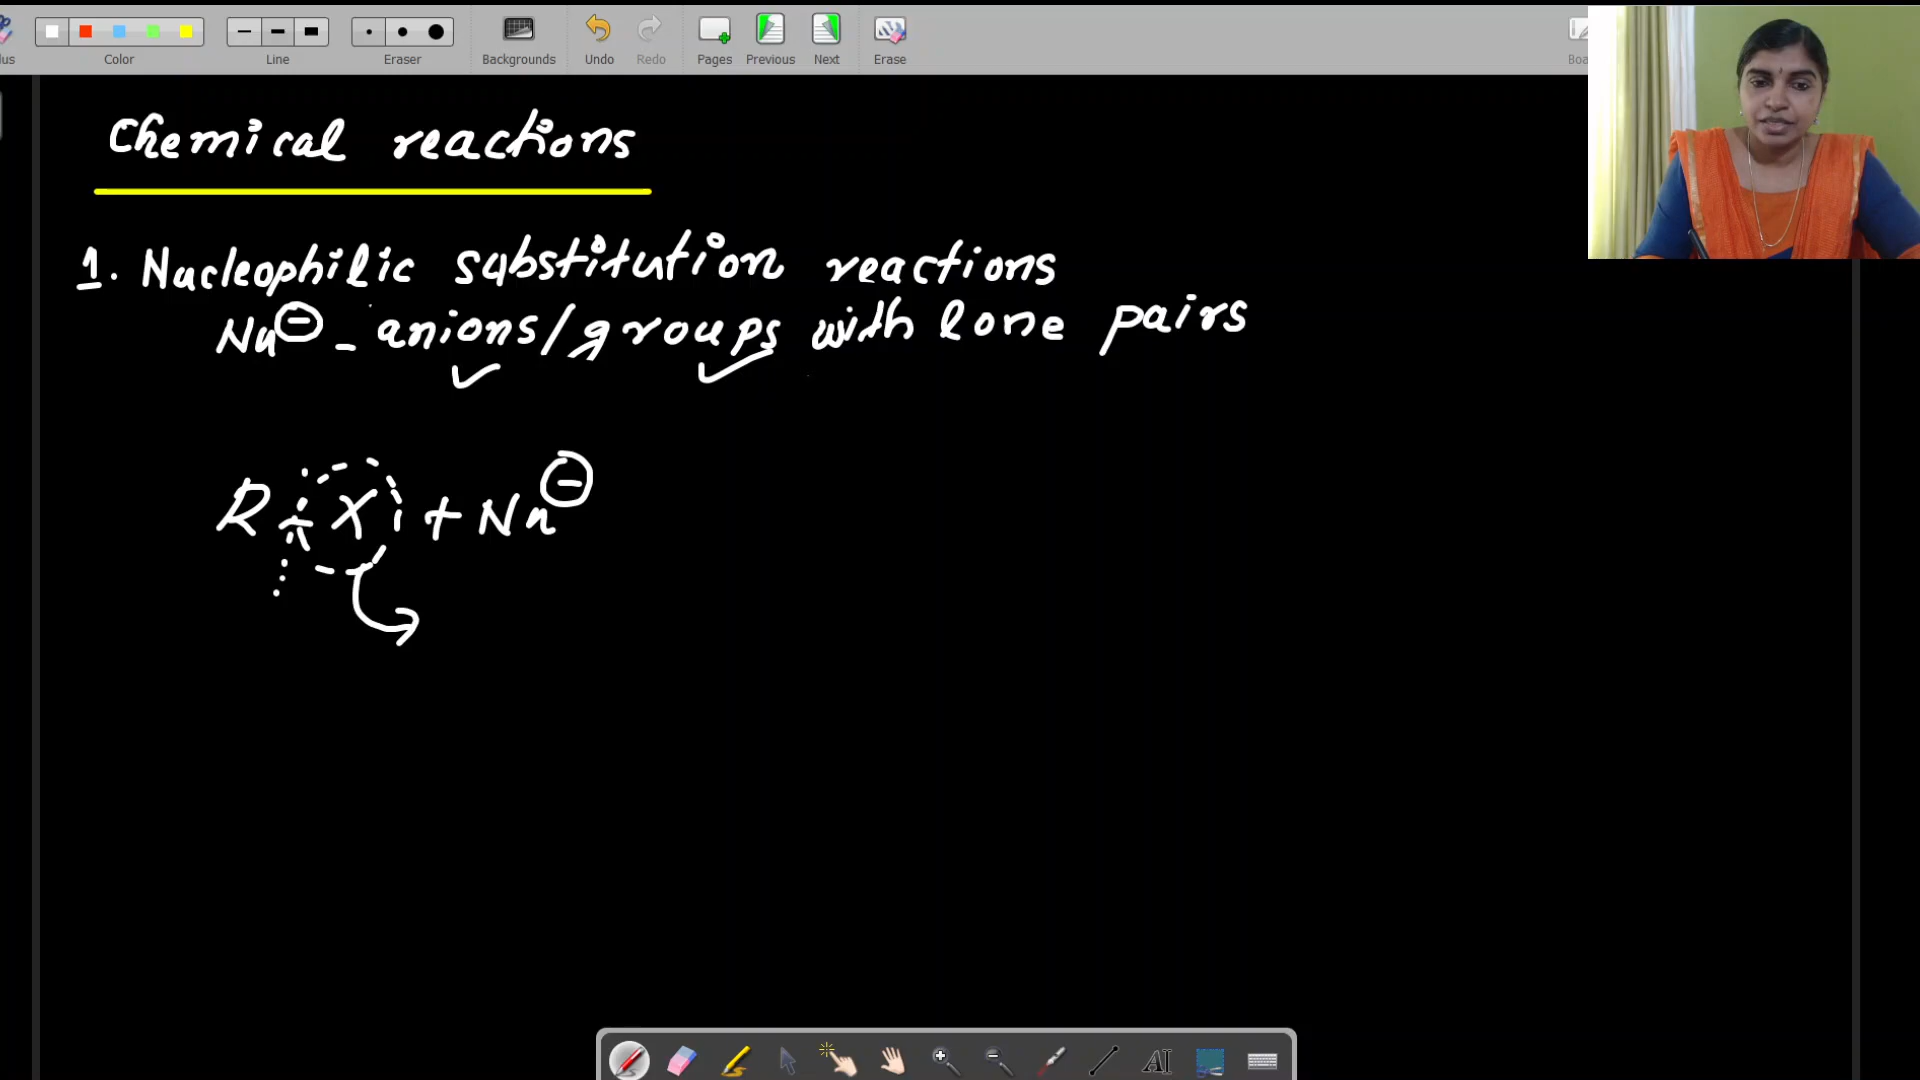 Color Line Eraser Backgrounds Undo Redo Pages Previous Next Erase
Chemical reactions
1. Nucleophilic substitution reactions
Nu⊖ - anions/groups with lone pairs
R - X + Nu⊖
AI